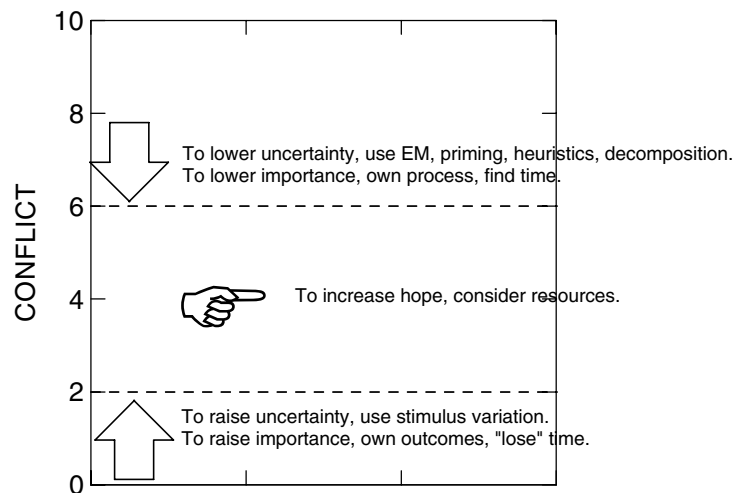 10
8
To lower uncertainty, use EM, priming, heuristics, decomposition.
To lower importance, own process, find time.
6
CONFLICT
4
To increase hope, consider resources.
2
To raise uncertainty, use stimulus variation.
To raise importance, own outcomes, "lose" time.
0